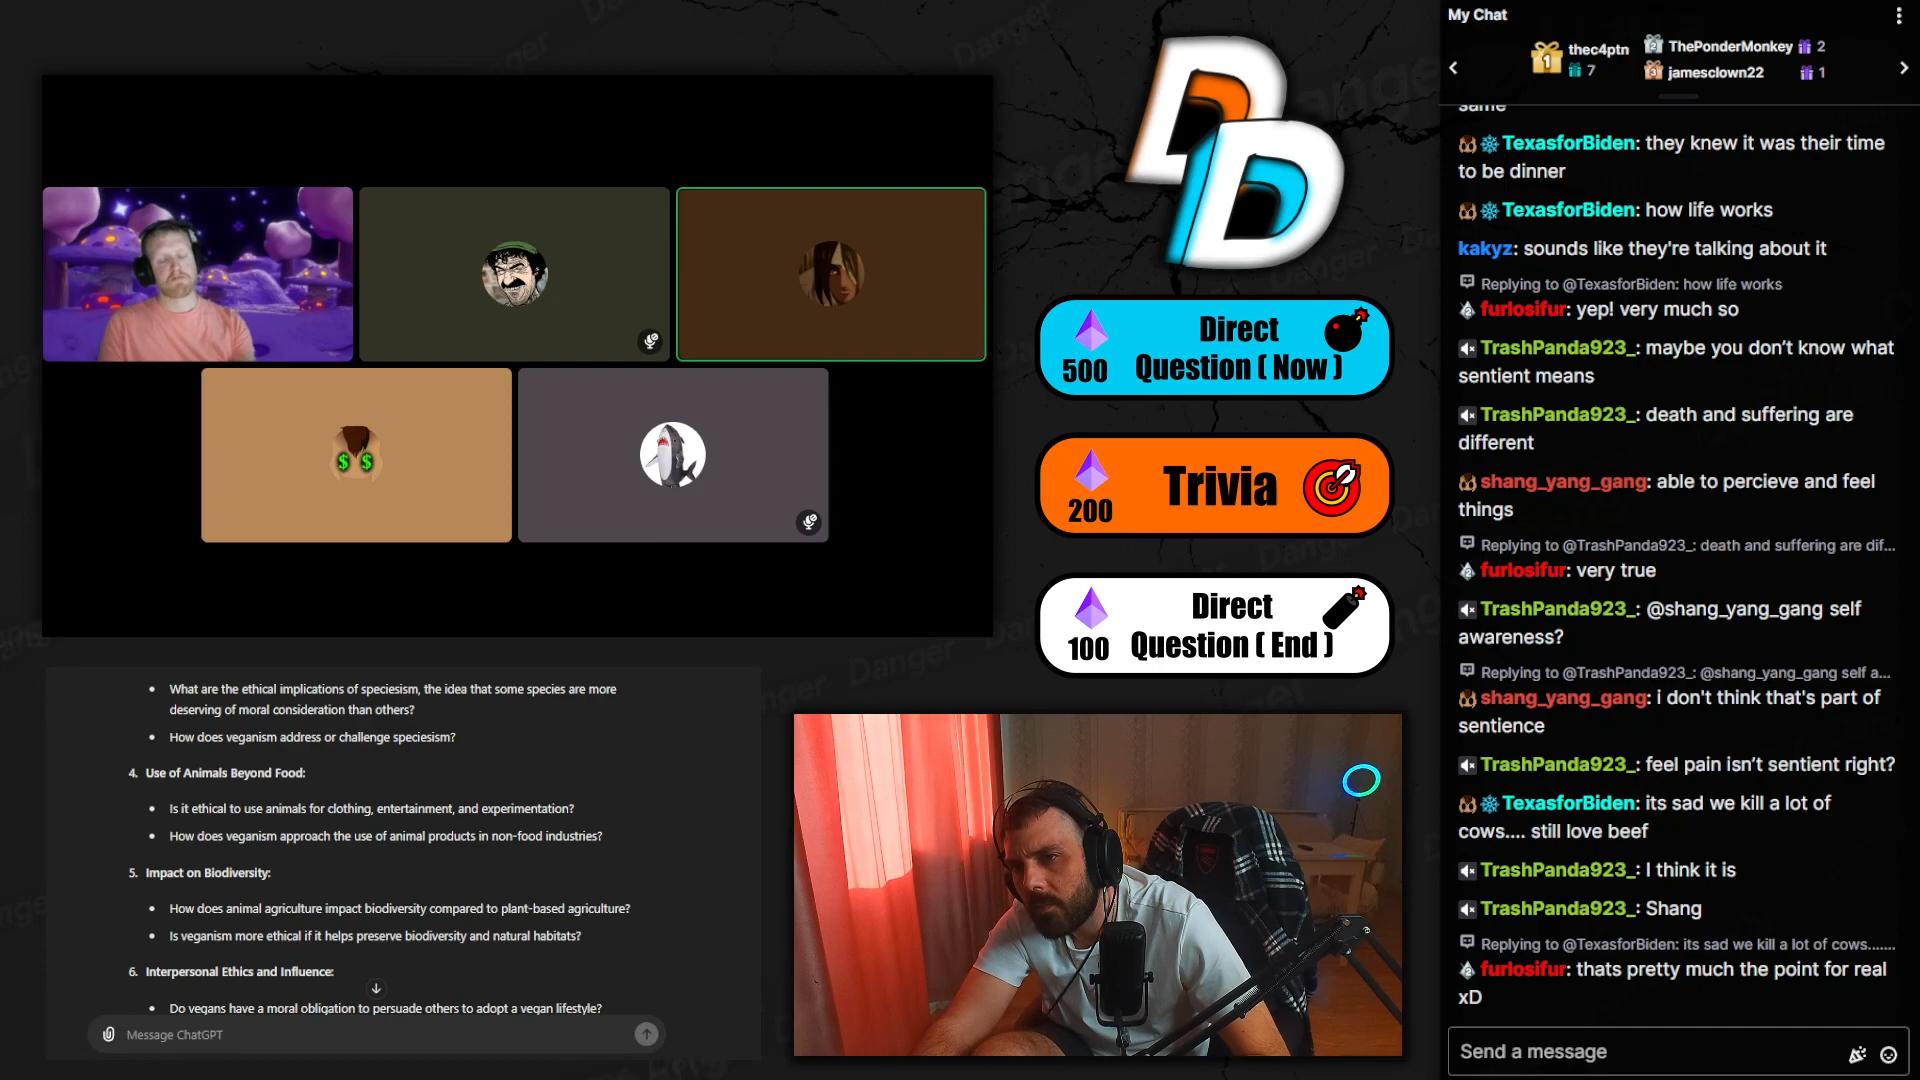 My Chat
thec4ptn
7
ThePonderMonkey 2
jamesclown22 1
DD
500
Direct
Question ( Now )
200
Trivia
100
Direct
Question ( End )
same
TexasforBiden: they knew it was their time
to be dinner
TexasforBiden: how life works
kakyz: sounds like they're talking about it
Replying to @TexasforBiden: how life works
furlosifur: yep! very much so
TrashPanda923_: maybe you don't know what
sentient means
TrashPanda923_: death and suffering are
different
shang_yang_gang: able to percieve and feel
things
Replying to @TrashPanda923_: death and suffering are dif...
furlosifur: very true
TrashPanda923_: @shang_yang_gang self
awareness?
Replying to @TrashPanda923_: @shang_yang_gang self a...
shang_yang_gang: i don't think that's part of
sentience
TrashPanda923_: feel pain isn't sentient right?
TexasforBiden: its sad we kill a lot of
cows.... still love beef
TrashPanda923_: I think it is
TrashPanda923_: Shang
Replying to @TexasforBiden: its sad we kill a lot of cows.......
furlosifur: thats pretty much the point for real
xD
Send a message
• What are the ethical implications of speciesism, the idea that some species are more
deserving of moral consideration than others?
• How does veganism address or challenge speciesism?
4. Use of Animals Beyond Food:
• Is it ethical to use animals for clothing, entertainment, and experimentation?
• How does veganism approach the use of animal products in non-food industries?
5. Impact on Biodiversity:
• How does animal agriculture impact biodiversity compared to plant-based agriculture?
• Is veganism more ethical if it helps preserve biodiversity and natural habitats?
6. Interpersonal Ethics and Influence:
• Do vegans have a moral obligation to persuade others to adopt a vegan lifestyle?
Message ChatGPT